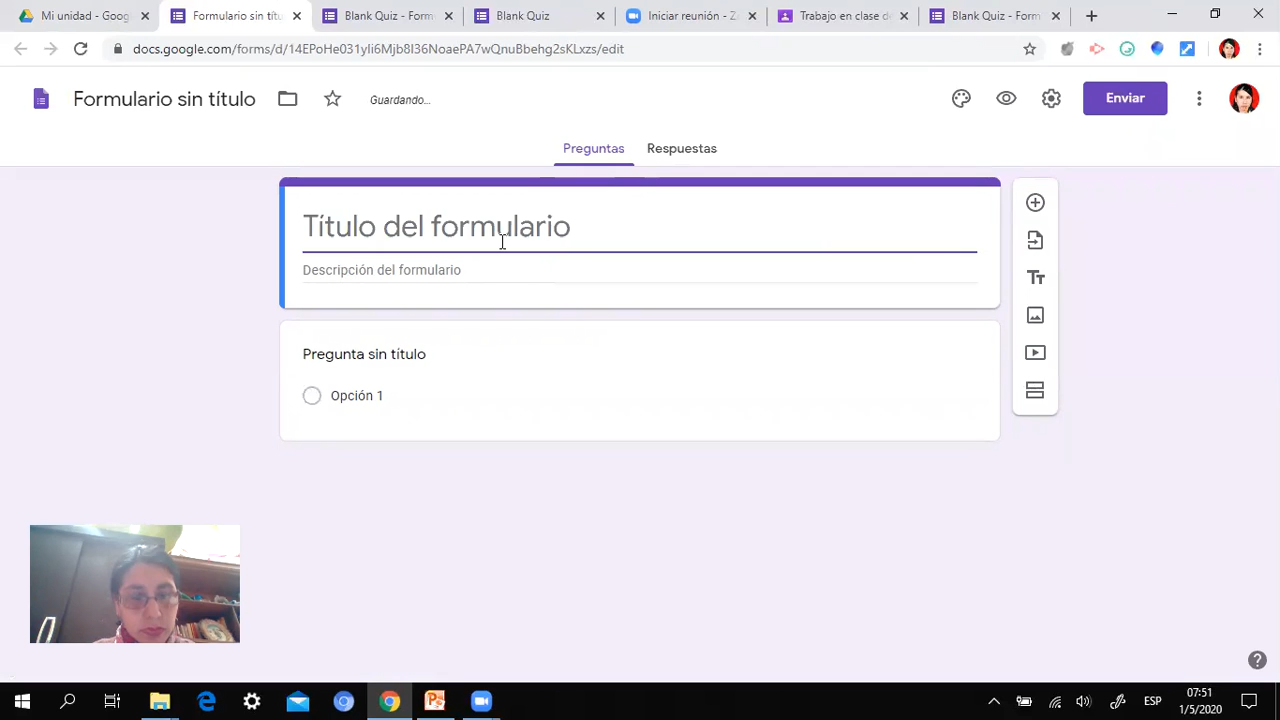 Mi unidad - Goog
Formulario sin títu
Blank Quiz - Form
Blank Quiz
Iniciar reunión - Z
Trabajo en clase de
Blank Quiz - Form
docs.google.com/forms/d/14EPoHe031yIi6Mjb8I36NoaePA7wQnuBbehg2sKLxzs/edit
Formulario sin título
Guardando...
Enviar
Preguntas
Respuestas
Título del formulario
Descripción del formulario
Pregunta sin título
Opción 1
ESP
07:51
1/5/2020